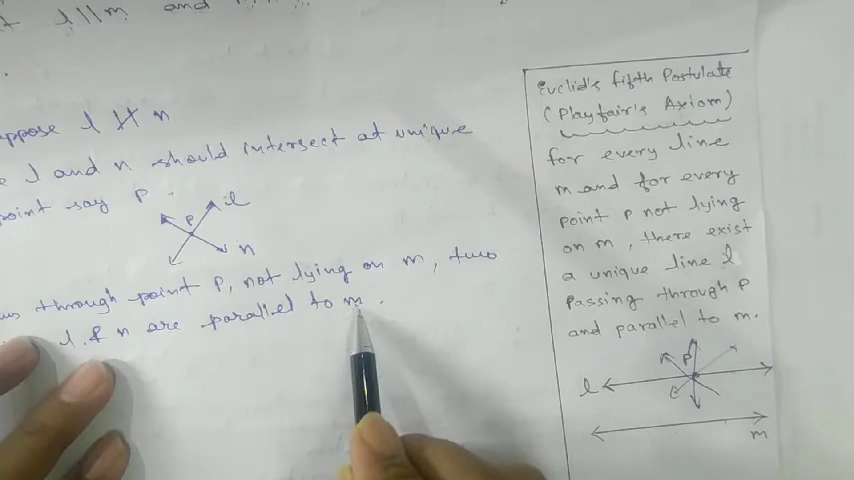 l || m and
l ∦ n
l and n should intersect at unique
point say P.
P
l
n
through point P, not lying on m, two
l & n are parallel to m.
Euclid's fifth Postulate
(Playfair's Axiom)
for every line
m and for every
point P not lying
on m, there exist
a unique line l
Passing through P
and parallel to m.
P
l
m